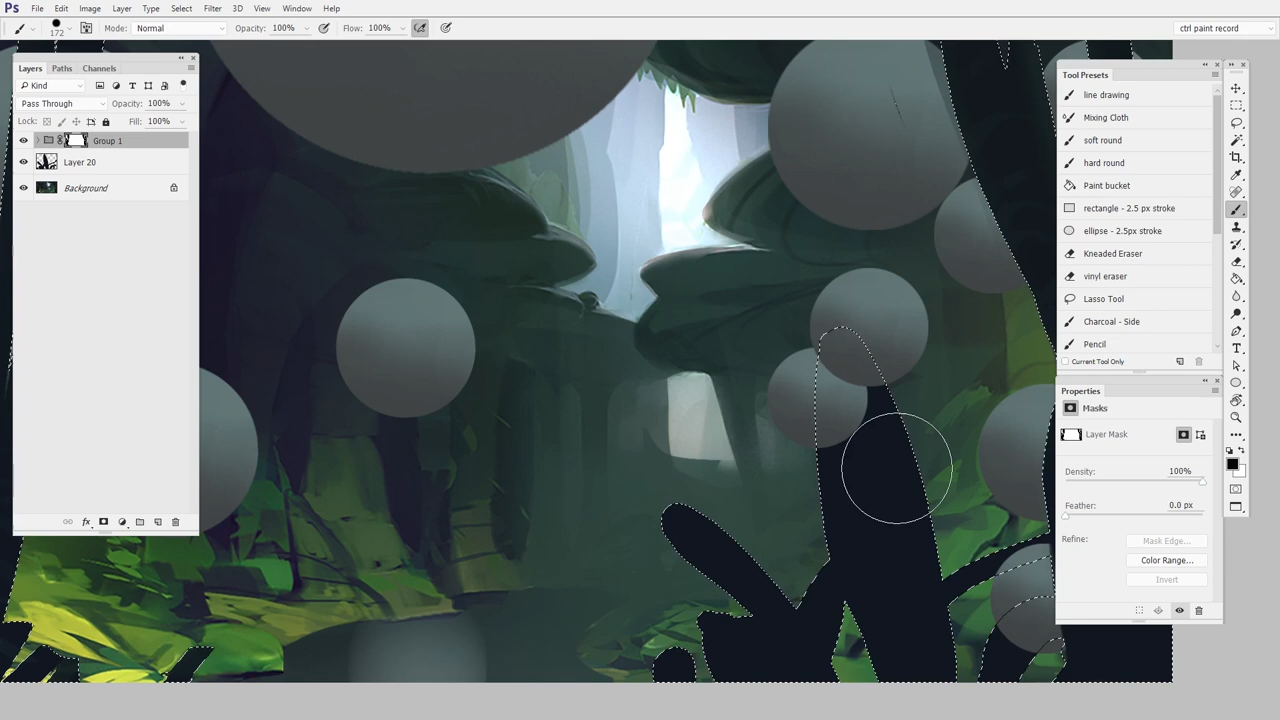 Ps File Edit Image Layer Type Select Filter 3D View Window Help
172 Mode: Normal Opacity: 100% Flow: 100% ctrl paint record
Layers Paths Channels
Kind
Pass Through Opacity: 100%
Lock: Fill: 100%
Group 1
Layer 20
Background
fx
Tool Presets
line drawing
Mixing Cloth
soft round
hard round
Paint bucket
rectangle - 2.5 px stroke
ellipse - 2.5px stroke
Kneaded Eraser
vinyl eraser
Lasso Tool
Charcoal - Side
Pencil
Current Tool Only
Properties
Masks
Layer Mask
Density: 100%
Feather: 0.0 px
Refine: Mask Edge...
Color Range...
Invert